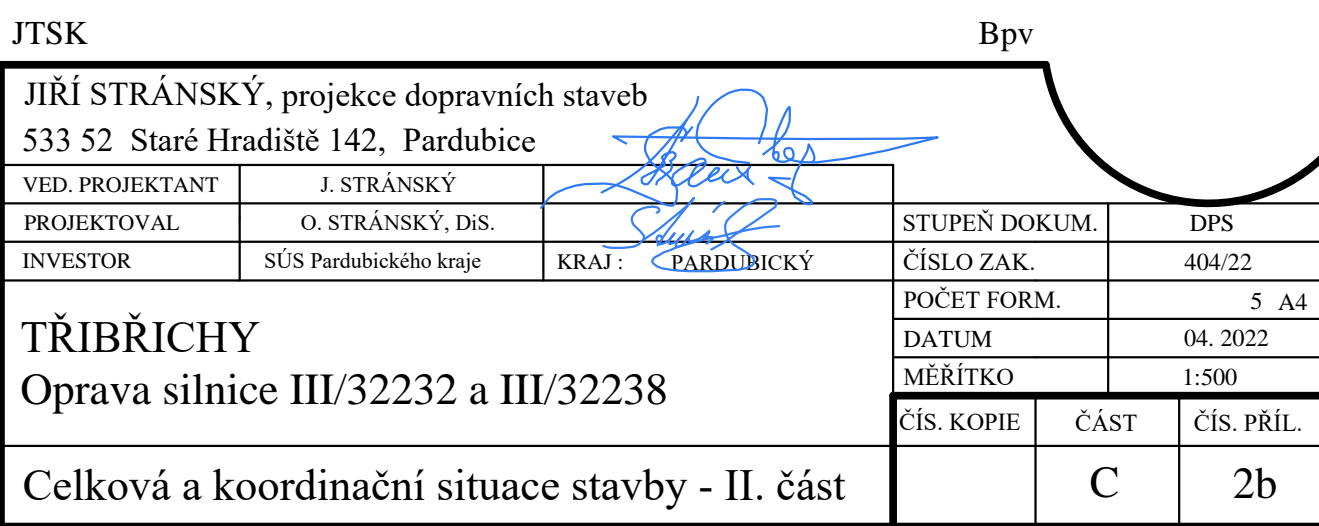 JTSK Bpv
JIŘÍ STRÁNSKÝ, projekce dopravních staveb
533 52 Staré Hradiště 142, Pardubice
VED. PROJEKTANT J. STRÁNSKÝ
PROJEKTOVAL O. STRÁNSKÝ, DiS.
INVESTOR SÚS Pardubického kraje KRAJ : PARDUBICKÝ
STUPEŇ DOKUM. DPS
ČÍSLO ZAK. 404/22
POČET FORM. 5 A4
DATUM 04. 2022
MĚŘÍTKO 1:500
TŘIBŘICHY
Oprava silnice III/32232 a III/32238
ČÍS. KOPIE ČÁST ČÍS. PŘÍL.
Celková a koordinační situace stavby - II. část C 2b